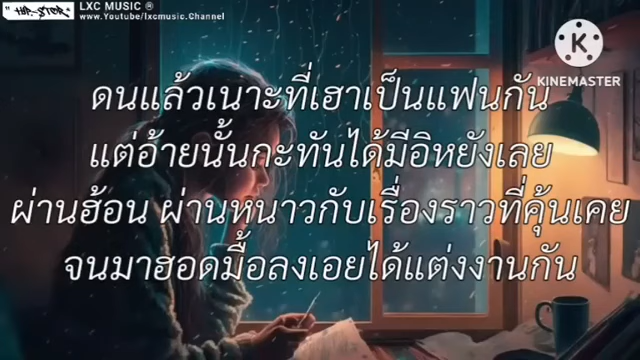 HIP-STER
LXC MUSIC ®
www.Youtube/lxcmusic.Channel
K
KINEMASTER
ดนแล้วเนาะที่เฮาเป็นแฟนกัน
แต่อ้ายนั้นกะทันได้มีอิหยังเลย
ผ่านฮ้อน ผ่านหนาวกับเรื่องราวที่คุ้นเคย
จนมาฮอดมื้อลงเอยได้แต่งงานกัน